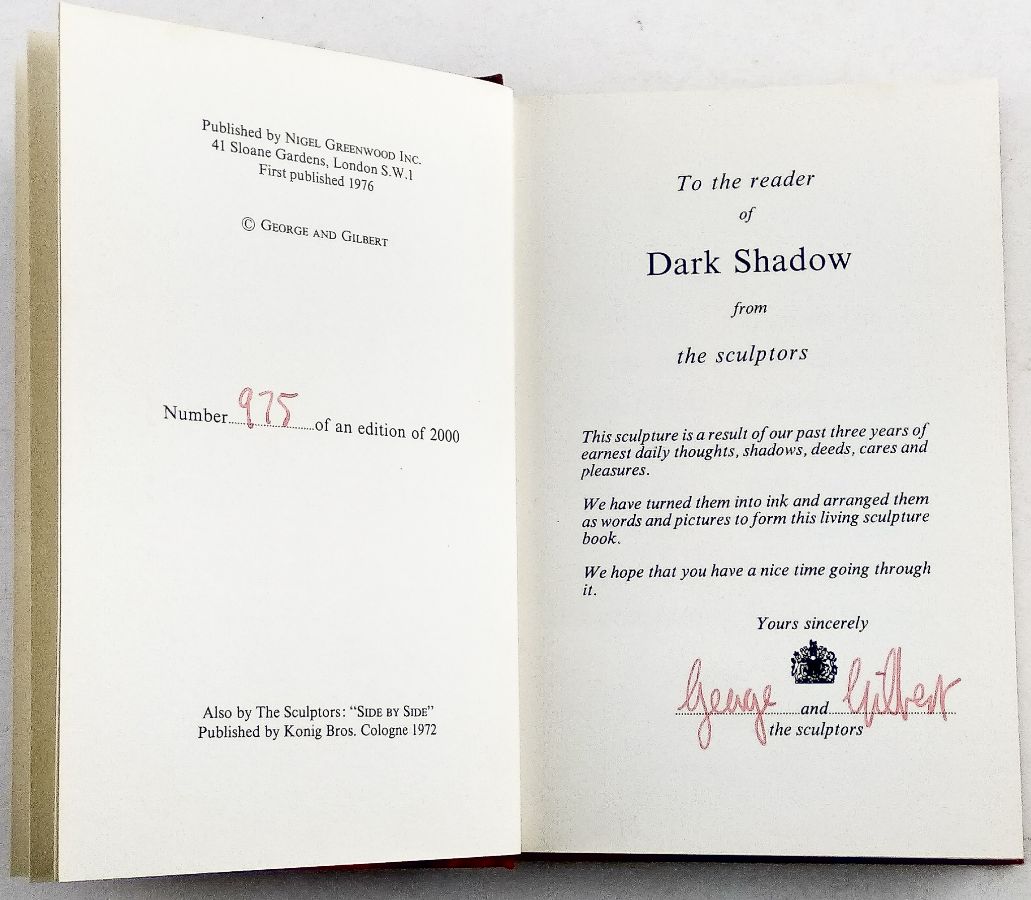 Published by NIGEL GREENWOOD INC.
41 Sloane Gardens, London S.W.1
First published 1976
© GEORGE AND GILBERT
Number 975 of an edition of 2000
Also by The Sculptors: “SIDE BY SIDE”
Published by Konig Bros. Cologne 1972
To the reader
of
Dark Shadow
from
the sculptors
This sculpture is a result of our past three years of
earnest daily thoughts, shadows, deeds, cares and
pleasures.
We have turned them into ink and arranged them
as words and pictures to form this living sculpture
book.
We hope that you have a nice time going through
it.
Yours sincerely
George and Gilbert
the sculptors